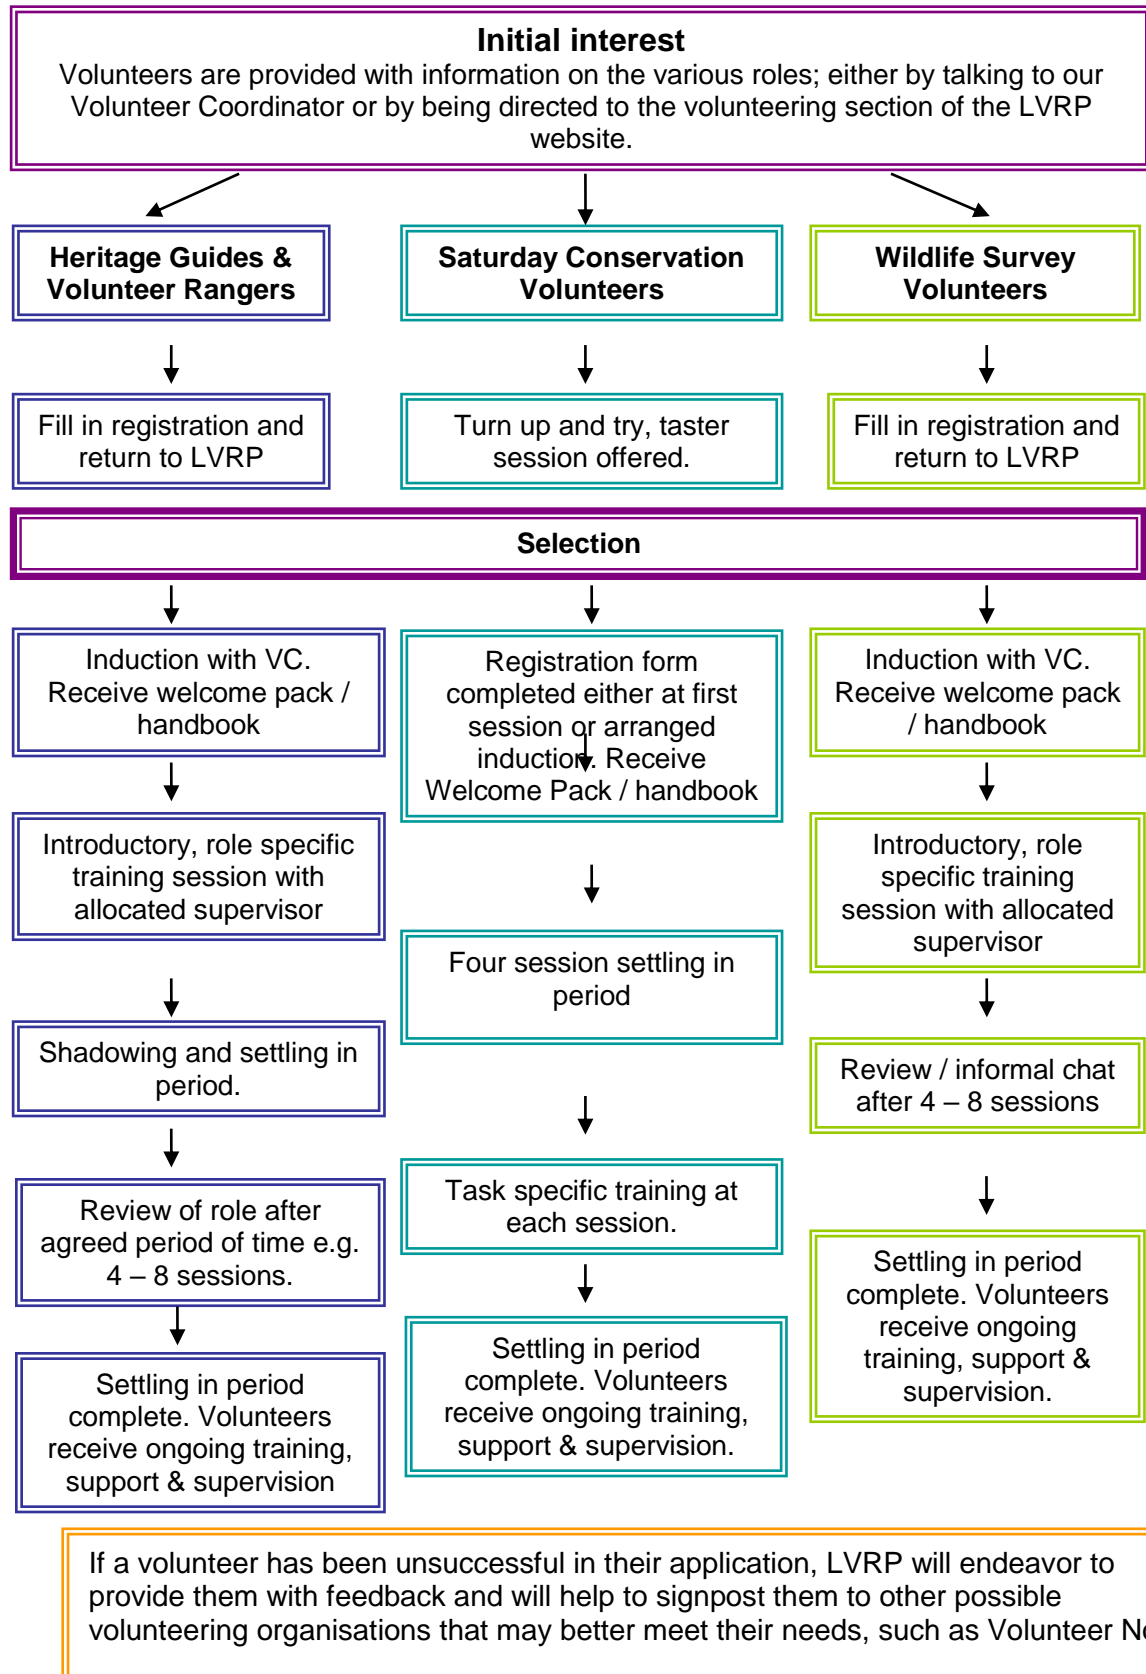 Initial interest
Volunteers are provided with information on the various roles; either by talking to our
Volunteer Coordinator or by being directed to the volunteering section of the LVRP
website.
Heritage Guides &
Volunteer Rangers
Saturday Conservation
Volunteers
Wildlife Survey
Volunteers
Fill in registration and
return to LVRP
Turn up and try, taster
session offered.
Fill in registration and
return to LVRP
Selection
Induction with VC.
Receive welcome pack /
handbook
Registration form
completed either at first
session or arranged
induction. Receive
Welcome Pack / handbook
Induction with VC.
Receive welcome pack
/ handbook
Introductory, role specific
training session with
allocated supervisor
Introductory, role
specific training
session with allocated
supervisor
Four session settling in
period
Shadowing and settling in
period.
Review / informal chat
after 4 – 8 sessions
Review of role after
agreed period of time e.g.
4 – 8 sessions.
Task specific training at
each session.
Settling in period
complete. Volunteers
receive ongoing
training, support &
supervision.
Settling in period
complete. Volunteers
receive ongoing training,
support & supervision
Settling in period
complete. Volunteers
receive ongoing training,
support & supervision.
If a volunteer has been unsuccessful in their application, LVRP will endeavor to
provide them with feedback and will help to signpost them to other possible
volunteering organisations that may better meet their needs, such as Volunteer